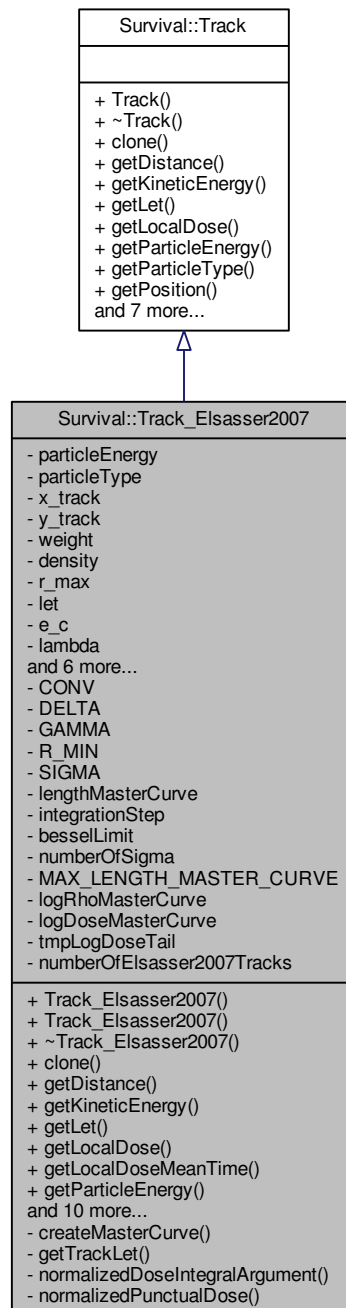 Survival::Track
+ Track()
+ ~Track()
+ clone()
+ getDistance()
+ getKineticEnergy()
+ getLet()
+ getLocalDose()
+ getParticleEnergy()
+ getParticleType()
+ getPosition()
and 7 more...
Survival::Track_Elsasser2007
- particleEnergy
- particleType
- x_track
- y_track
- weight
- density
- r_max
- let
- e_c
- lambda
and 6 more...
- CONV
- DELTA
- GAMMA
- R_MIN
- SIGMA
- lengthMasterCurve
- integrationStep
- besselLimit
- numberOfSigma
- MAX_LENGTH_MASTER_CURVE
- logRhoMasterCurve
- logDoseMasterCurve
- tmpLogDoseTail
- numberOfElsasser2007Tracks
+ Track_Elsasser2007()
+ Track_Elsasser2007()
+ ~Track_Elsasser2007()
+ clone()
+ getDistance()
+ getKineticEnergy()
+ getLet()
+ getLocalDose()
+ getLocalDoseMeanTime()
+ getParticleEnergy()
and 10 more...
- createMasterCurve()
- getTrackLet()
- normalizedDoseIntegralArgument()
- normalizedPunctualDose()